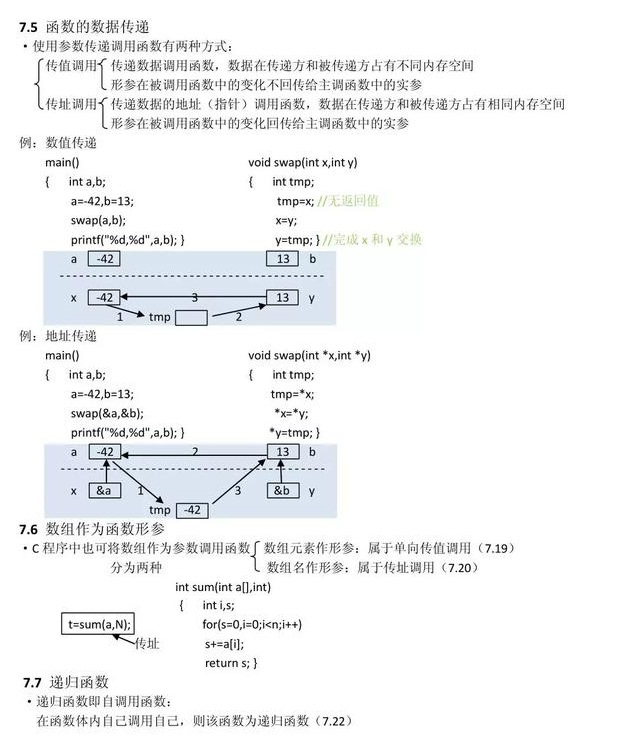 7.5 函数的数据传递
·使用参数传递调用函数有两种方式：
传值调用 传递数据调用函数，数据在传递方和被传递方占有不同内存空间
形参在被调用函数中的变化不回传给主调函数中的实参
传址调用 传递数据的地址（指针）调用函数，数据在传递方和被传递方占有相同内存空间
形参在被调用函数中的变化回传给主调函数中的实参
例：数值传递
main() void swap(int x,int y)
{ int a,b; { int tmp;
a=-42,b=13; tmp=x; //无返回值
swap(a,b); x=y;
printf("%d,%d",a,b); } y=tmp; } //完成 x 和 y 交换
a -42 13 b
x -42 3 13 y
1 tmp 2
例：地址传递
main() void swap(int *x,int *y)
{ int a,b; { int tmp;
a=-42,b=13; tmp=*x;
swap(&a,&b); *x=*y;
printf("%d,%d",a,b); } *y=tmp; }
a -42 2 13 b
x &a 1 3 &b y
tmp -42
7.6 数组作为函数形参
·C 程序中也可将数组作为参数调用函数 数组元素作形参：属于单向传值调用（7.19）
分为两种 数组名作形参：属于传址调用（7.20）
int sum(int a[],int)
{ int i,s;
t=sum(a,N); for(s=0,i=0;i<n;i++)
传址 s+=a[i];
return s; }
7.7 递归函数
·递归函数即自调用函数：
在函数体内自己调用自己，则该函数为递归函数（7.22）